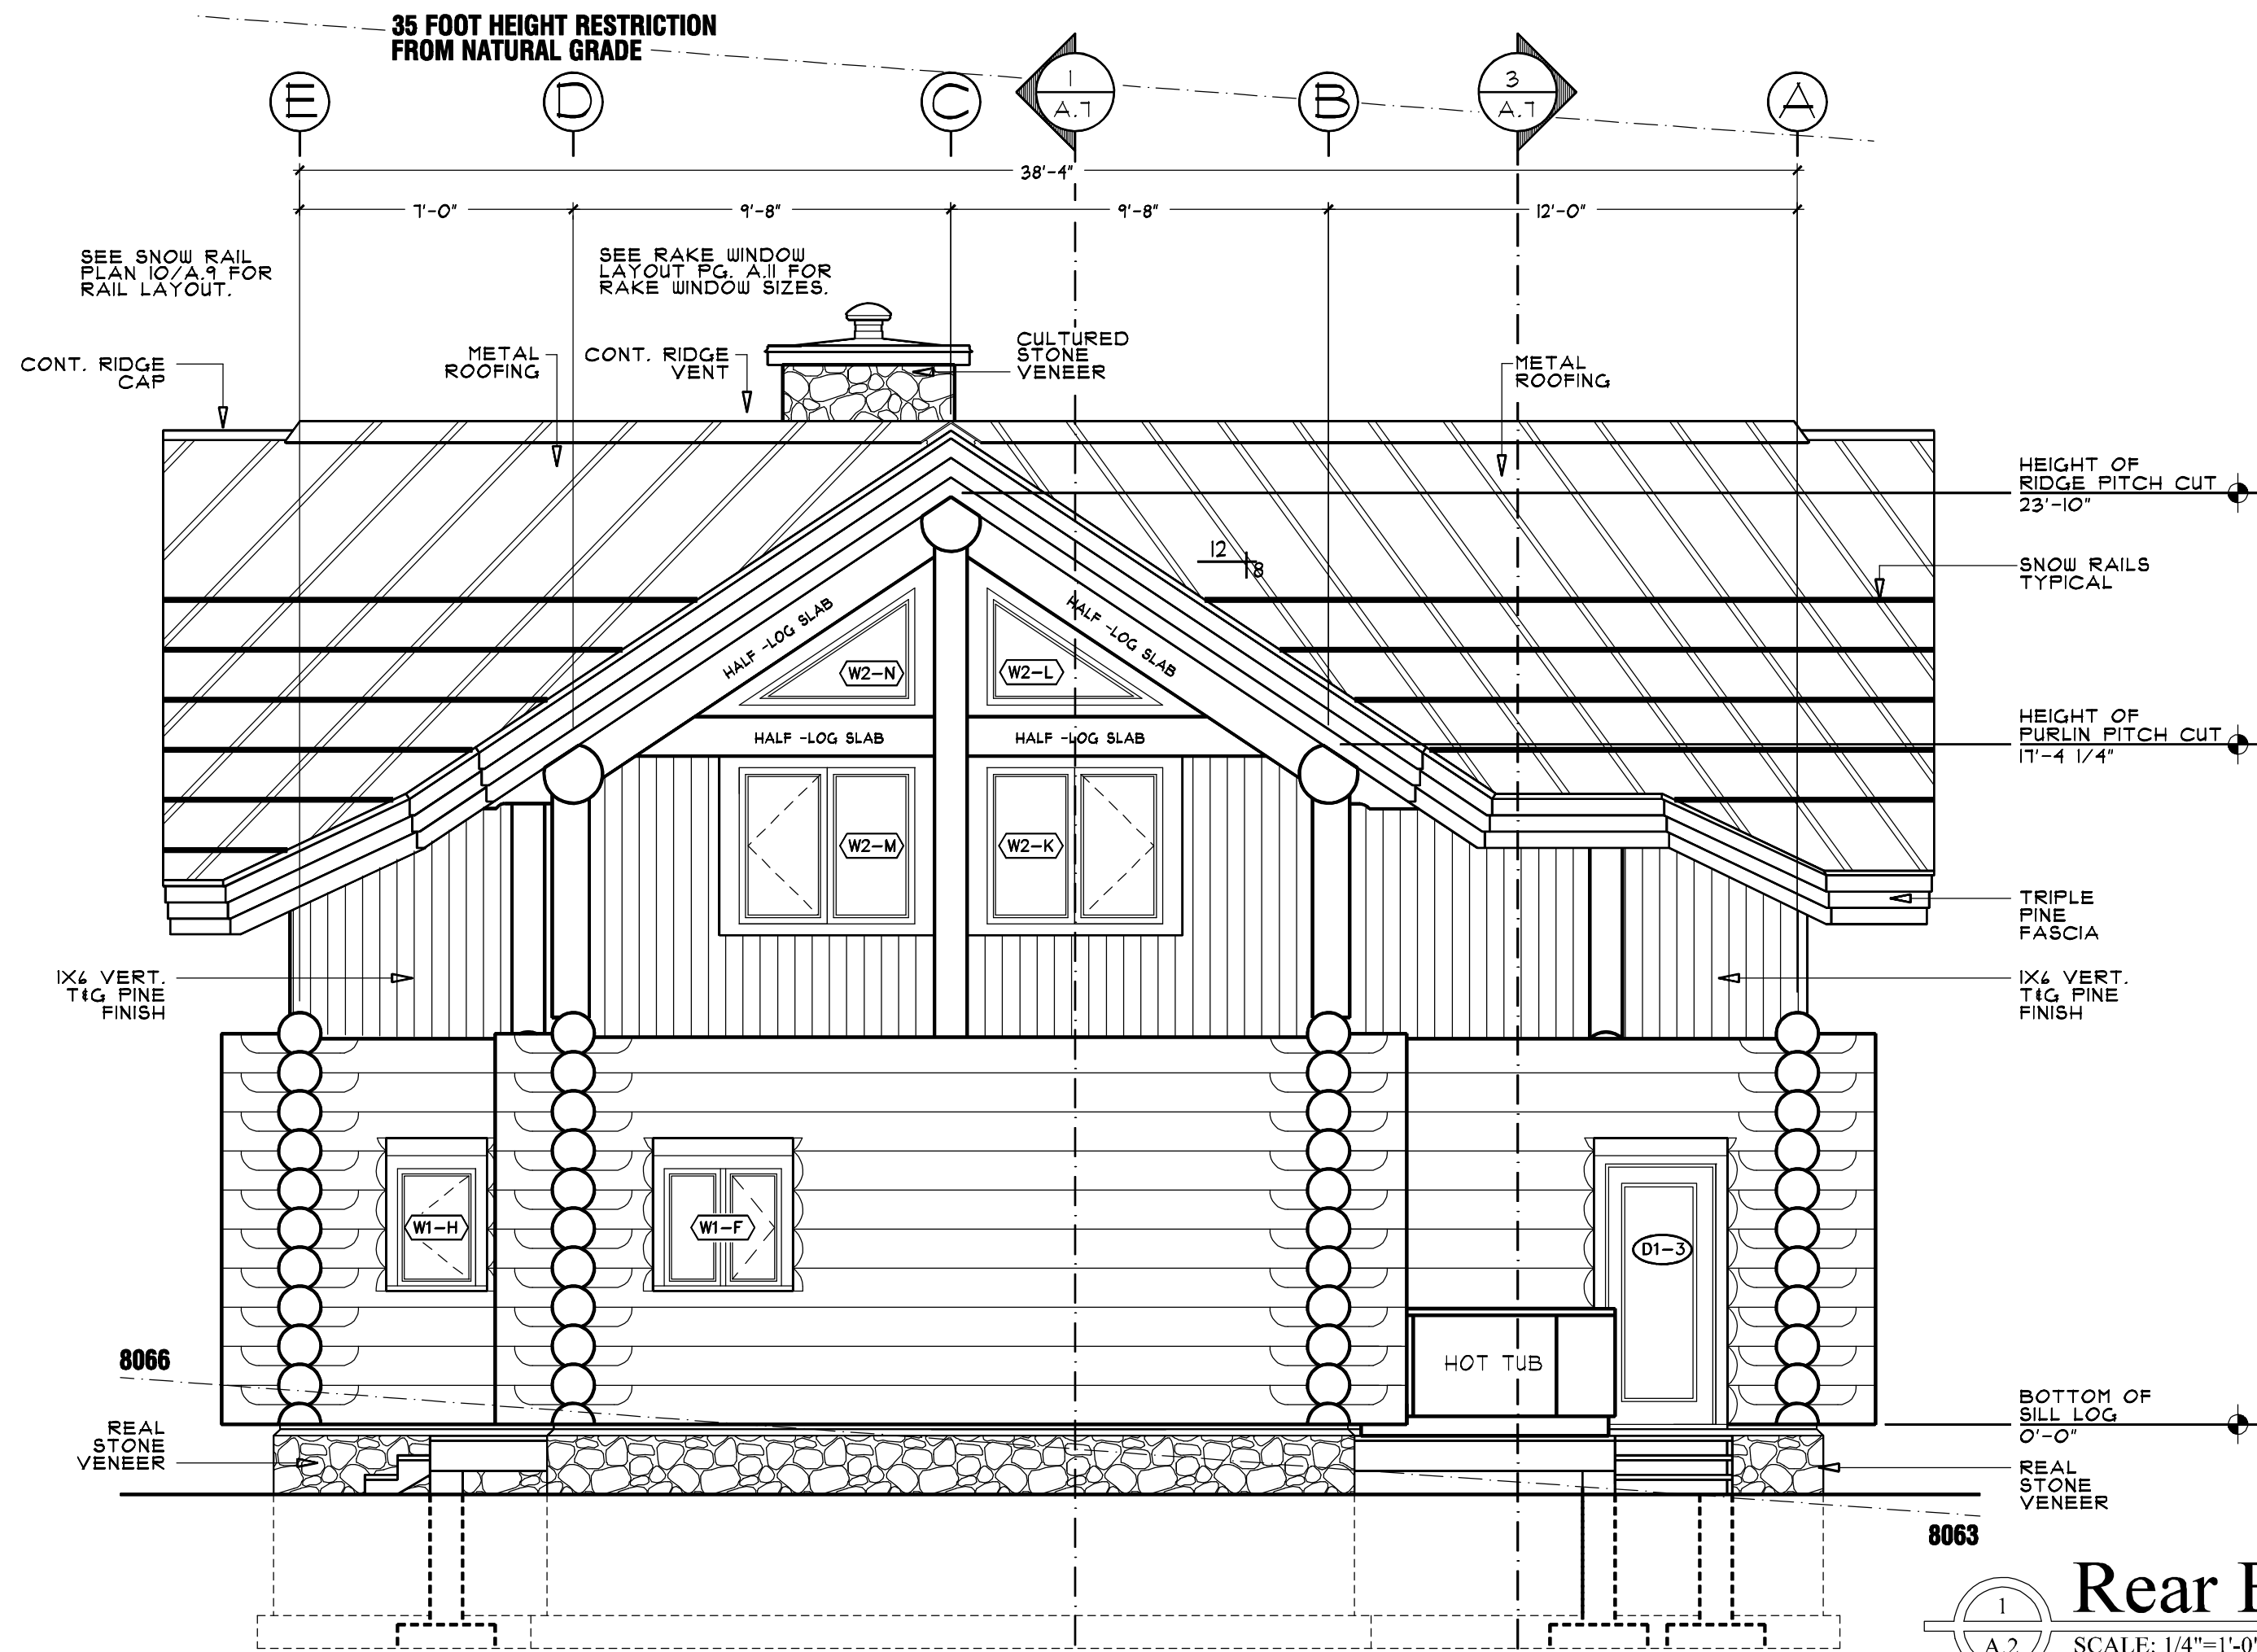 35 FOOT HEIGHT RESTRICTION
FROM NATURAL GRADE
E
D
C
1
A.7
B
3
A.7
A
38'-4"
7'-0"
9'-8"
9'-8"
12'-0"
SEE SNOW RAIL
PLAN 10/A.9 FOR
RAIL LAYOUT.
SEE RAKE WINDOW
LAYOUT PG. A.11 FOR
RAKE WINDOW SIZES.
CONT. RIDGE
CAP
METAL
ROOFING
CONT. RIDGE
VENT
CULTURED
STONE
VENEER
METAL
ROOFING
HEIGHT OF
RIDGE PITCH CUT
23'-10"
12
8
SNOW RAILS
TYPICAL
HALF -LOG SLAB
HALF -LOG SLAB
W2-N
W2-L
HALF -LOG SLAB
HALF -LOG SLAB
HEIGHT OF
PURLIN PITCH CUT
17'-4 1/4"
W2-M
W2-K
TRIPLE
PINE
FASCIA
1X6 VERT.
T&G PINE
FINISH
1X6 VERT.
T&G PINE
FINISH
W1-H
W1-F
D1-3
HOT TUB
8066
BOTTOM OF
SILL LOG
0'-0"
REAL
STONE
VENEER
REAL
STONE
VENEER
8063
1
A.2
Rear
SCALE: 1/4"=1'-0"